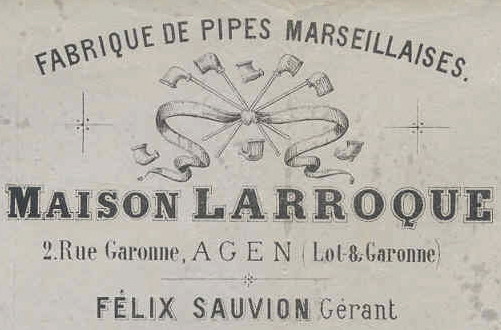 FABRIQUE DE PIPES MARSEILLAISES.
MAISON LARROQUE
2. Rue Garonne, AGEN (Lot-&-Garonne)
FÉLIX SAUVION Gérant